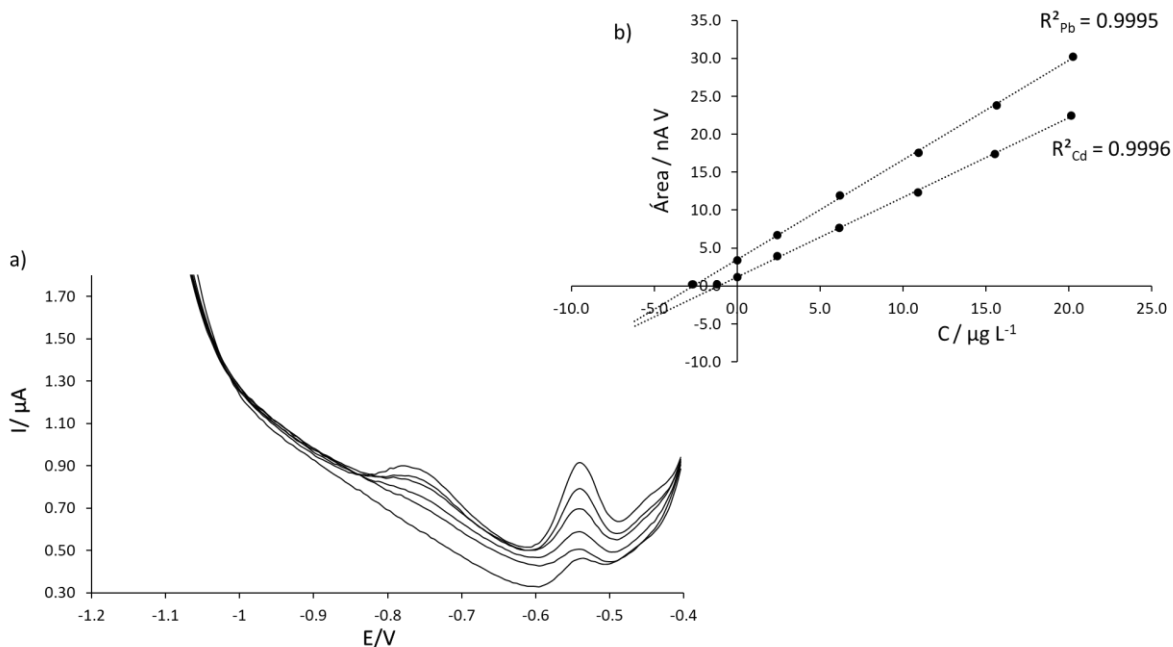 b)
R²Pb = 0.9995
R²Cd = 0.9996
Área / nA V
35.0
30.0
25.0
20.0
15.0
10.0
5.0
0.0
-5.0
-10.0
-10.0 -5.0 0.0 5.0 10.0 15.0 20.0 25.0
C / µg L-1
a)
I/ µA
1.70
1.50
1.30
1.10
0.90
0.70
0.50
0.30
-1.2 -1.1 -1 -0.9 -0.8 -0.7 -0.6 -0.5 -0.4
E/V